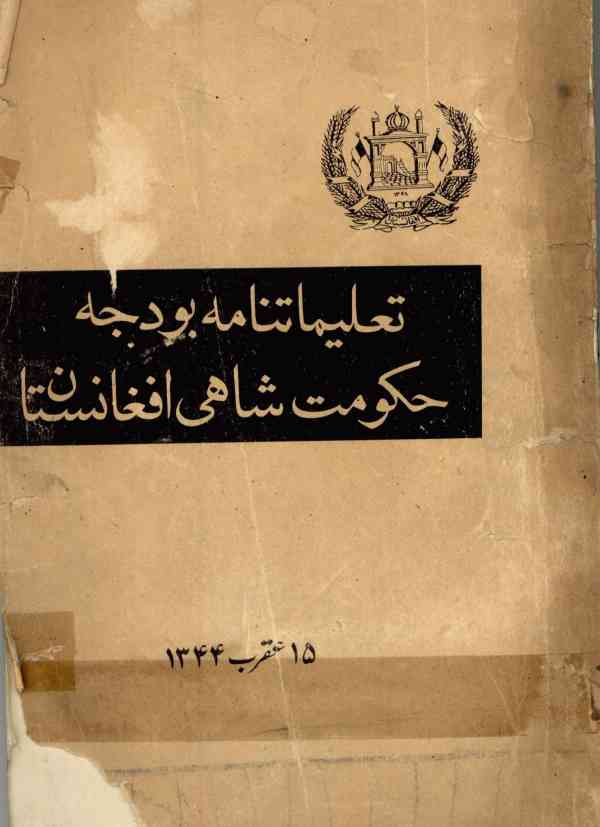 تعلیماتنامه بودجه
حکومت شاهی افغانستان
۱۵ عقرب ۱۳۴۴